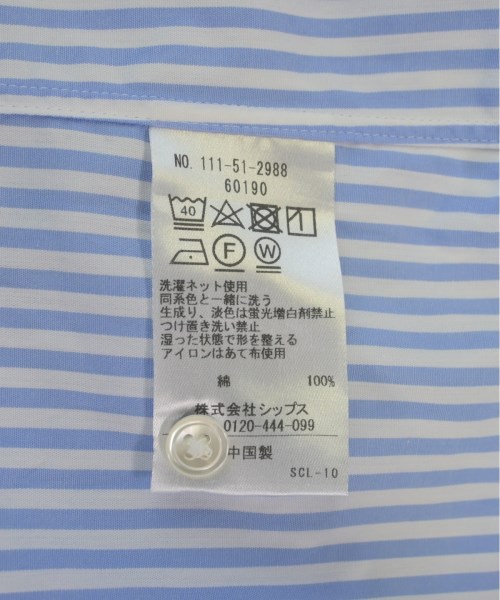 NO. 111-51-2988
60190
40
F W
洗濯ネット使用
同系色と一緒に洗う
生成り、淡色は蛍光増白剤禁止
つけ置き洗い禁止
湿った状態で形を整える
アイロンはあて布使用
綿 100%
株式会社シップス
0120-444-099
中国製
SCL-10